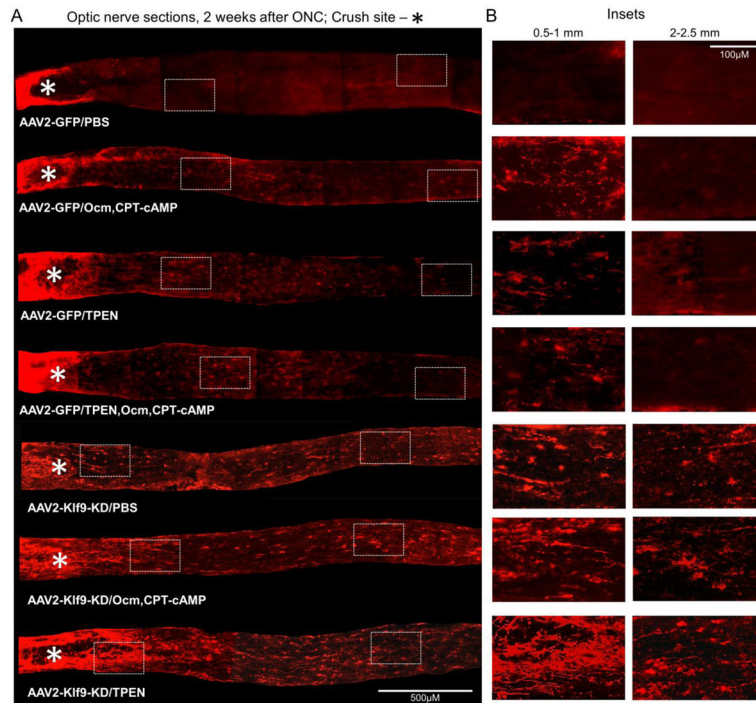 A
Optic nerve sections, 2 weeks after ONC; Crush site – *
*
AAV2-GFP/PBS
*
AAV2-GFP/Ocm,CPT-cAMP
*
AAV2-GFP/TPEN
*
AAV2-GFP/TPEN,Ocm,CPT-cAMP
*
AAV2-Klf9-KD/PBS
*
AAV2-Klf9-KD/Ocm,CPT-cAMP
*
AAV2-Klf9-KD/TPEN
500µM
B
Insets
0.5-1 mm
2-2.5 mm
100µM